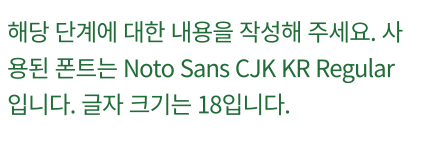 해당 단계에 대한 내용을 작성해 주세요. 사
용된 폰트는 Noto Sans CJK KR Regular
입니다. 글자 크기는 18입니다.